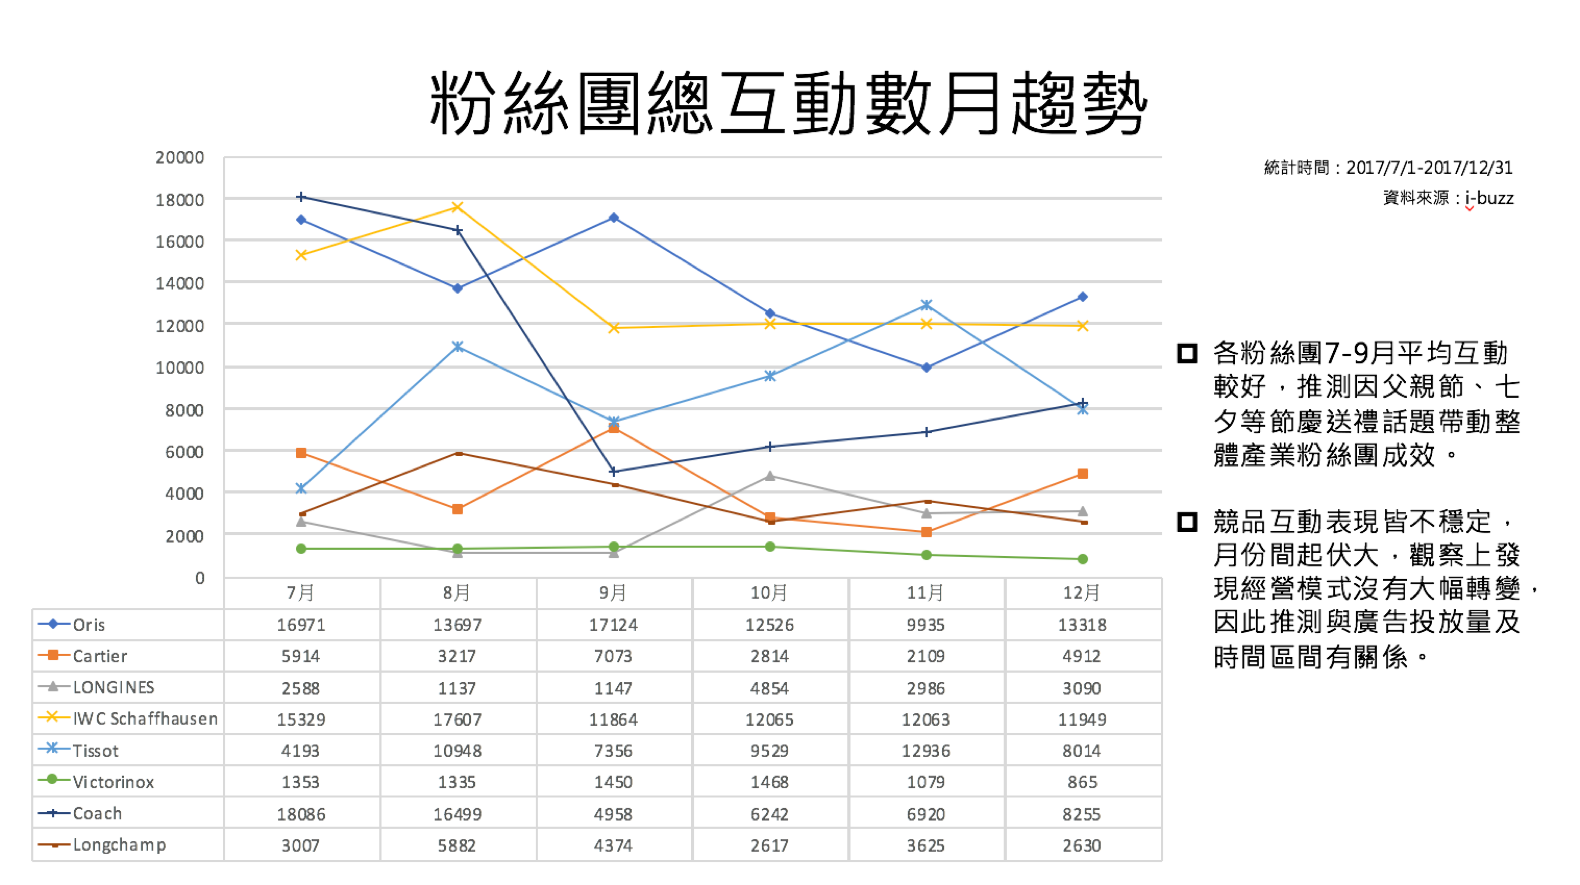 粉絲團總互動數月趨勢
統計時間：2017/7/1-2017/12/31
資料來源：i-buzz
20000
18000
16000
14000
12000
10000
8000
6000
4000
2000
0
7月 8月 9月 10月 11月 12月
Oris 16971 13697 17124 12526 9935 13318
Cartier 5914 3217 7073 2814 2109 4912
LONGINES 2588 1137 1147 4854 2986 3090
IWC Schaffhausen 15329 17607 11864 12065 12063 11949
Tissot 4193 10948 7356 9529 12936 8014
Victorinox 1353 1335 1450 1468 1079 865
Coach 18086 16499 4958 6242 6920 8255
Longchamp 3007 5882 4374 2617 3625 2630
各粉絲團7-9月平均互動
較好，推測因父親節、七
夕等節慶送禮話題帶動整
體產業粉絲團成效。
競品互動表現皆不穩定，
月份間起伏大，觀察上發
現經營模式沒有大幅轉變，
因此推測與廣告投放量及
時間區間有關係。